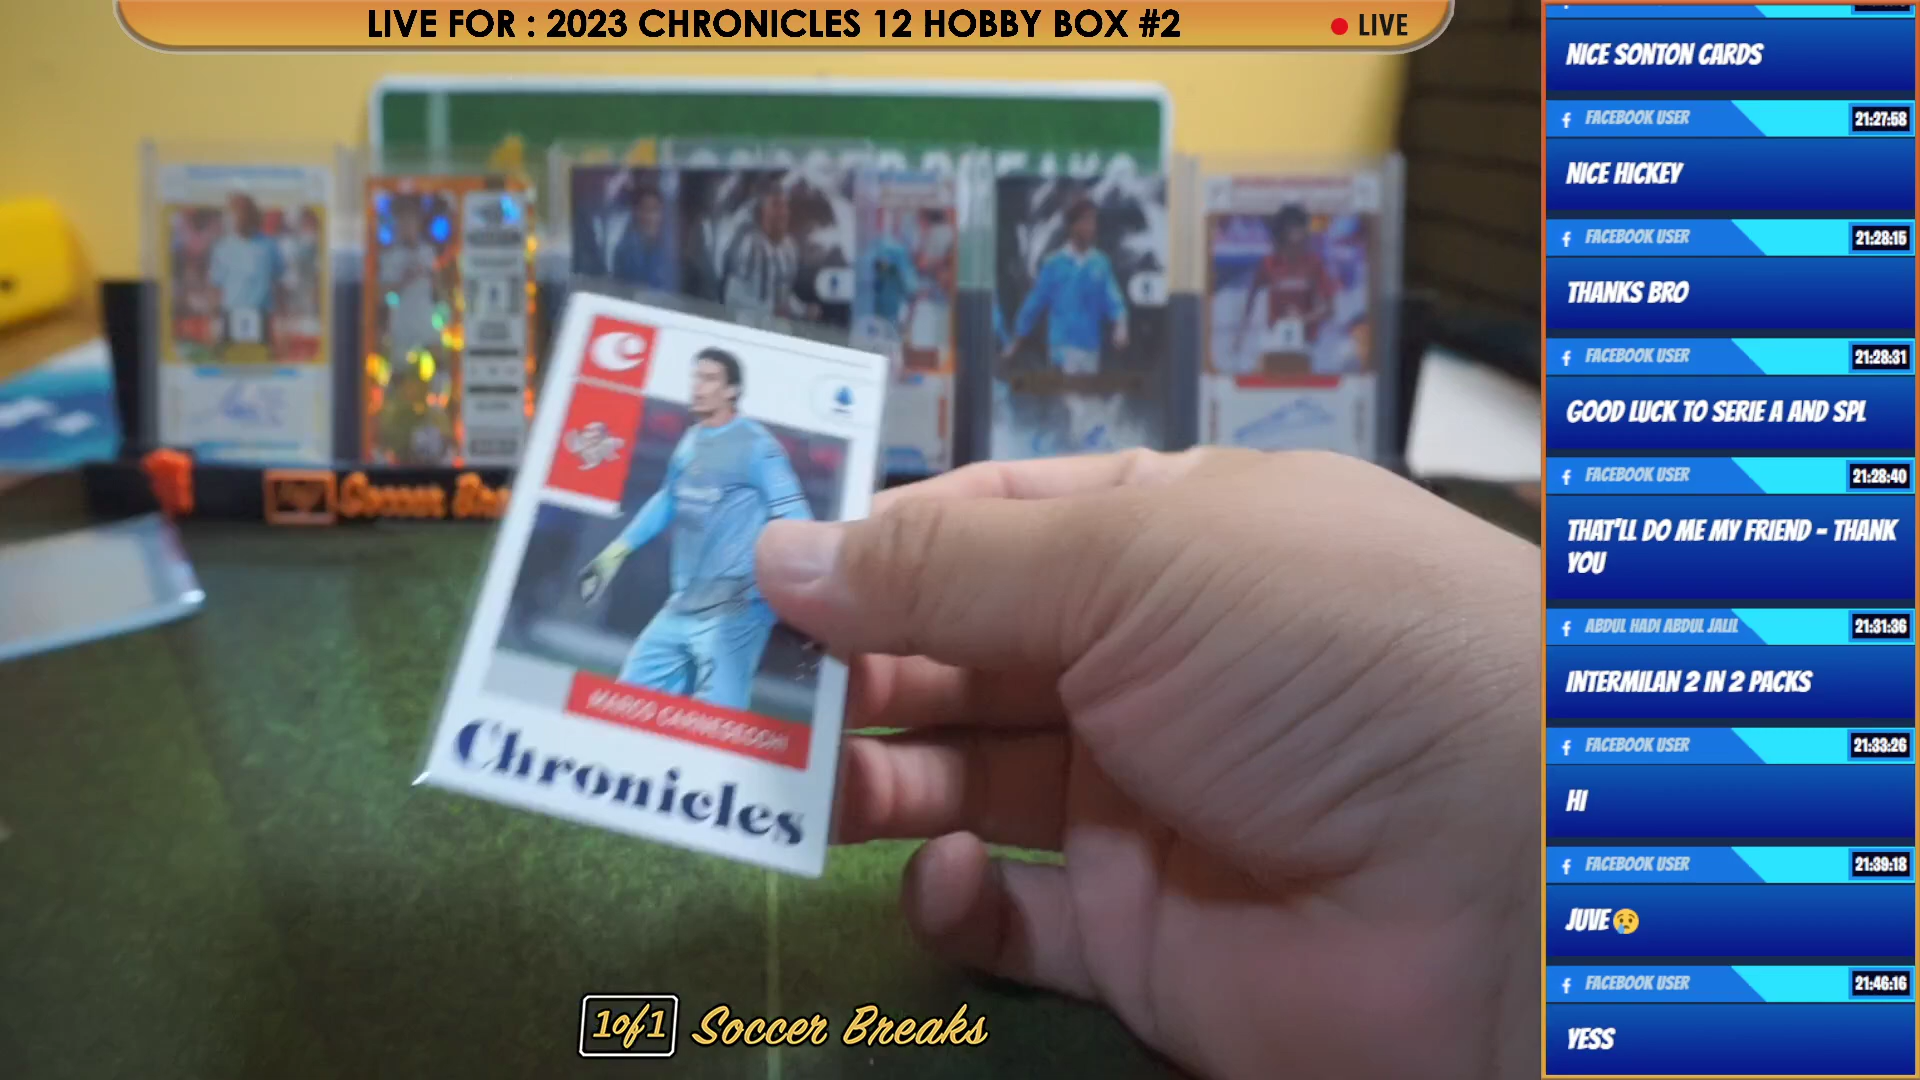 LIVE FOR : 2023 CHRONICLES 12 HOBBY BOX #2
LIVE
NICE SONTON CARDS
FACEBOOK USER
21:27:58
NICE HICKEY
FACEBOOK USER
21:28:15
THANKS BRO
FACEBOOK USER
21:28:31
GOOD LUCK TO SERIE A AND SPL
FACEBOOK USER
21:28:40
THAT'LL DO ME MY FRIEND - THANK
YOU
ABDUL HADI ABDUL JALIL
21:31:36
INTERMILAN 2 IN 2 PACKS
FACEBOOK USER
21:33:26
HI
FACEBOOK USER
21:39:18
JUVE😢
FACEBOOK USER
21:46:16
YESS
MARCO CARNESECCHI
Chronicles
Soccer
1of1 Soccer Breaks